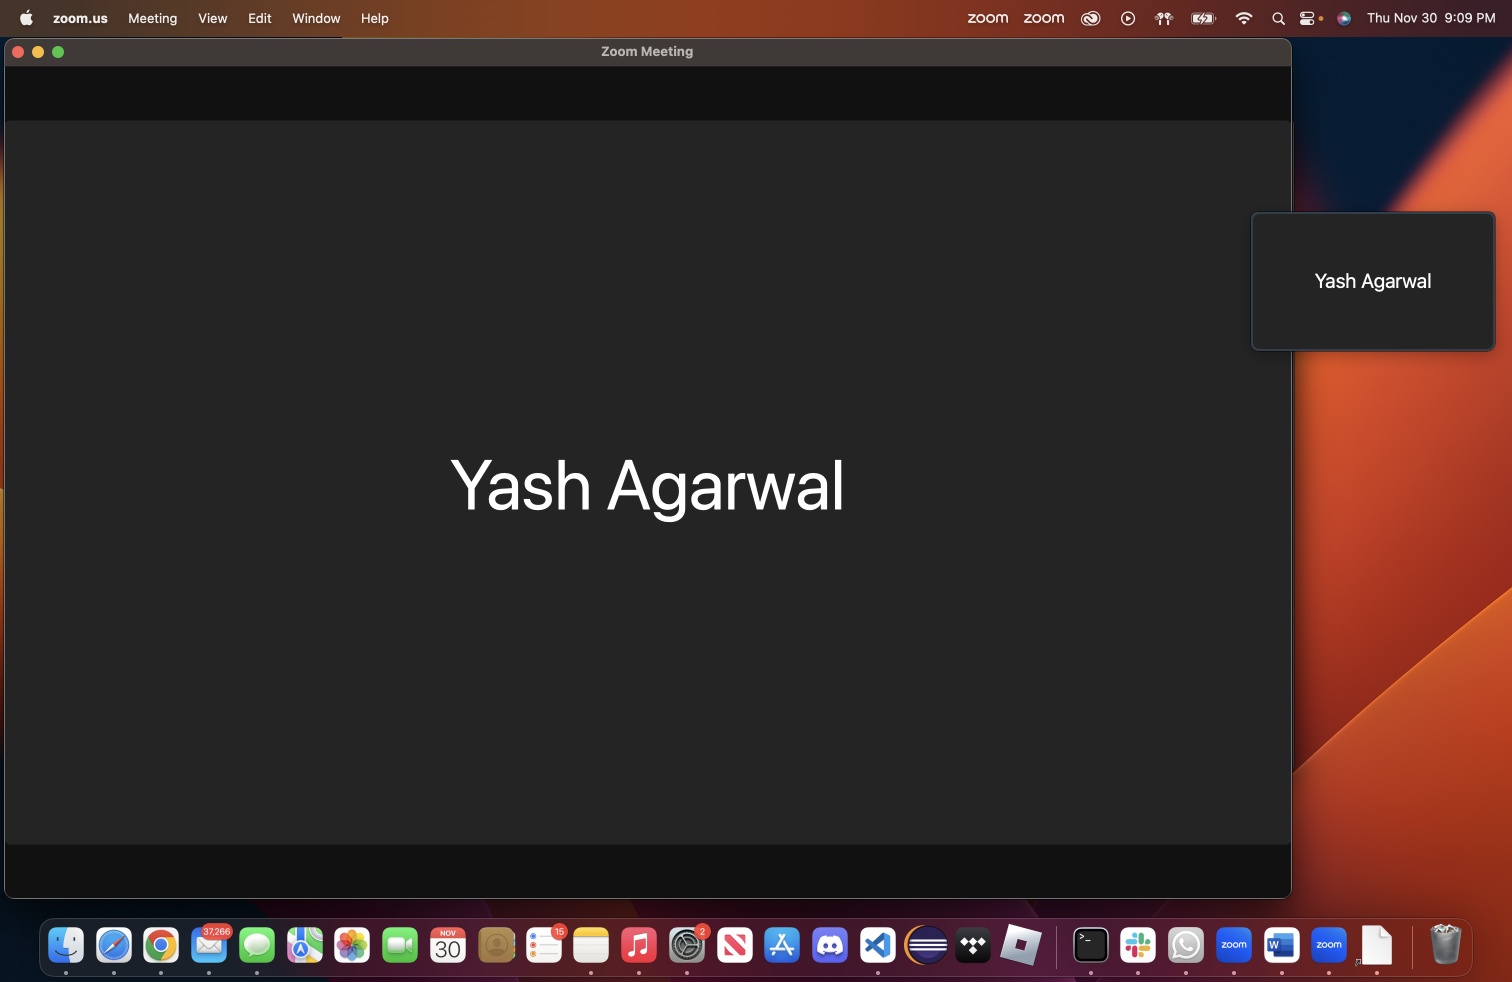 zoom.us Meeting View Edit Window Help zoom zoom Thu Nov 30 9:09 PM
Zoom Meeting
Yash Agarwal
Yash Agarwal
37,266
NOV
30
15
2
>_
zoom
W
zoom